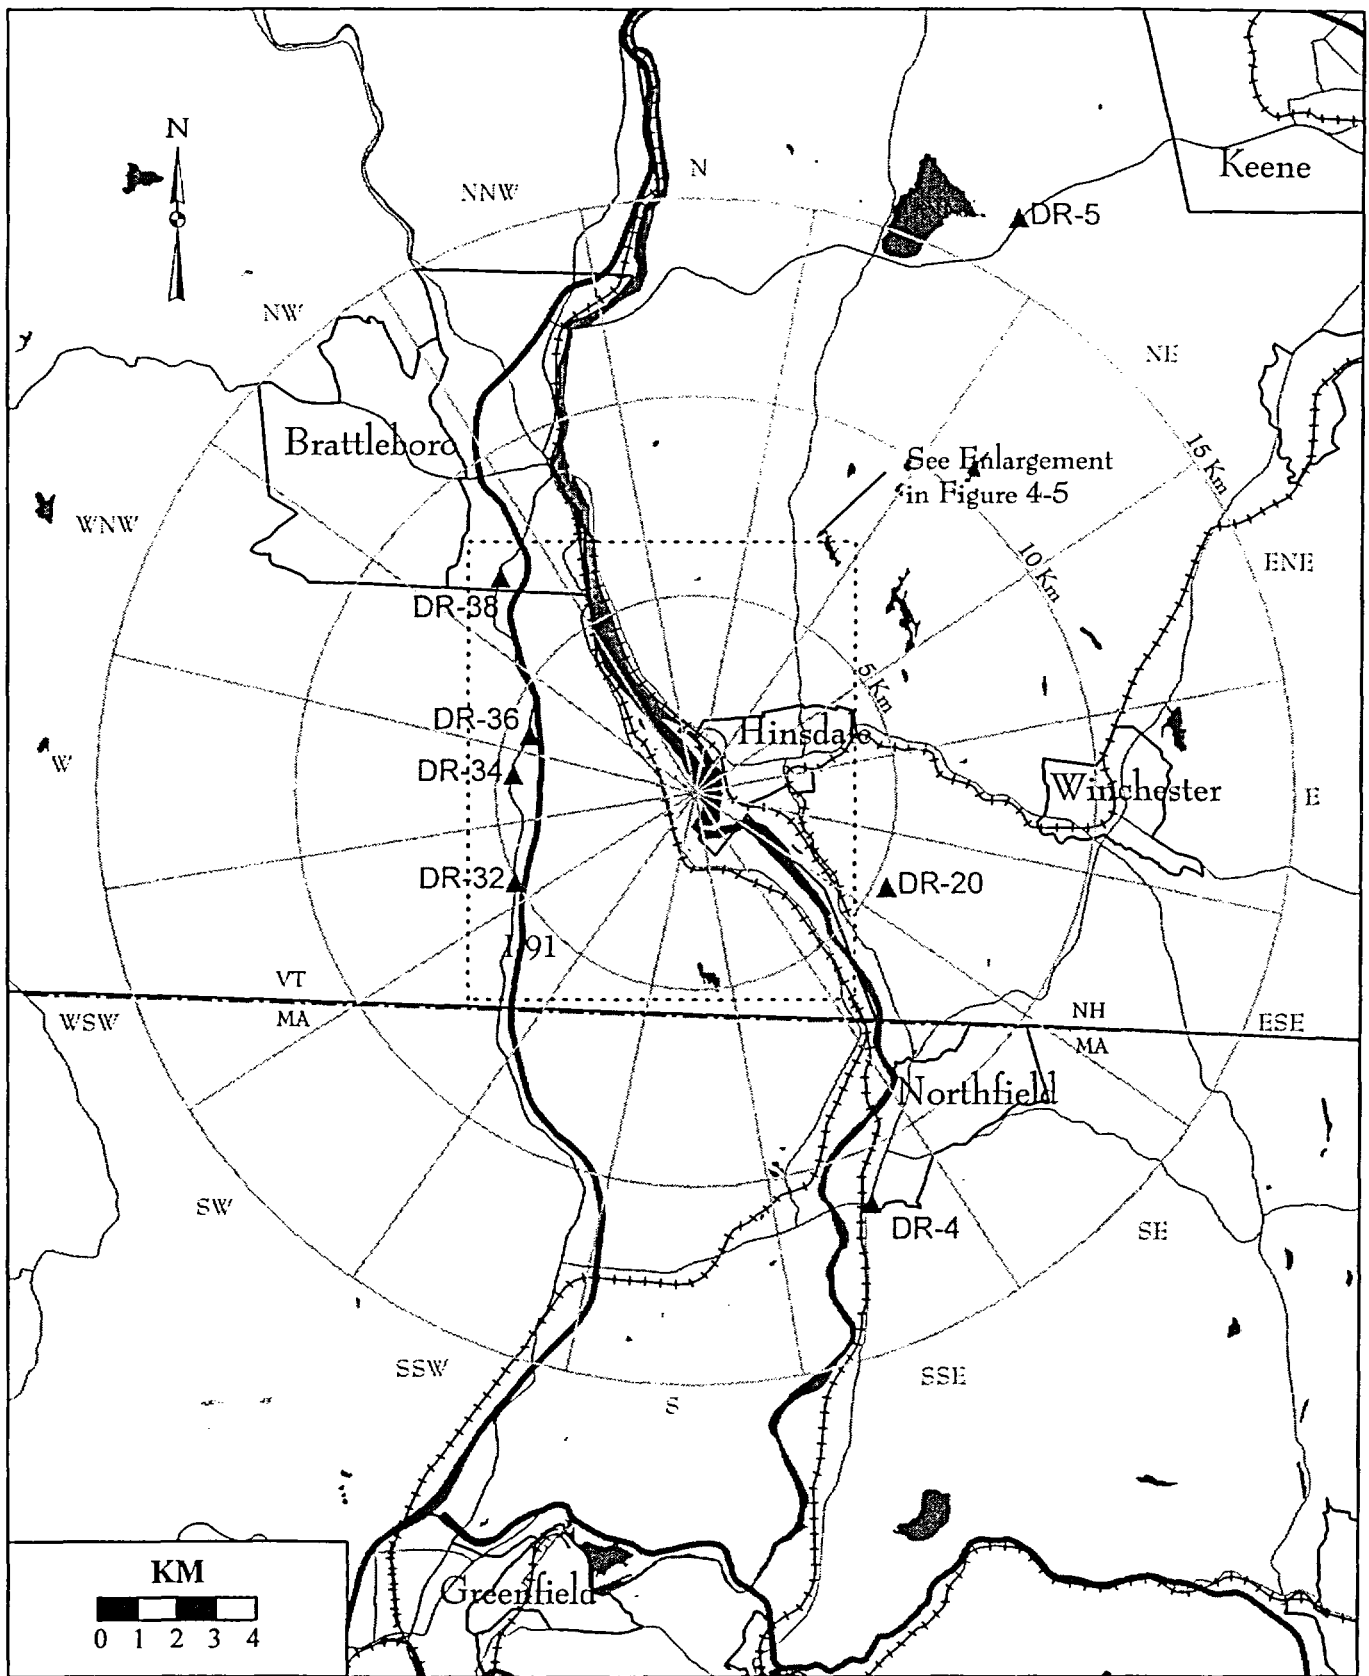 N
Keene
N
NNW
DR-5
NW
NE
15 Km
Brattleboro
See Enlargement
in Figure 4-5
WNW
10 Km
ENE
DR-38
5 Km
DR-36
Hinsdale
DR-34
W
Winchester
E
DR-32
DR-20
I-91
VT
MA
WSW
NH
MA
ESE
Northfield
SW
DR-4
SE
SSW
SSE
S
KM
0 1 2 3 4
Greenfield